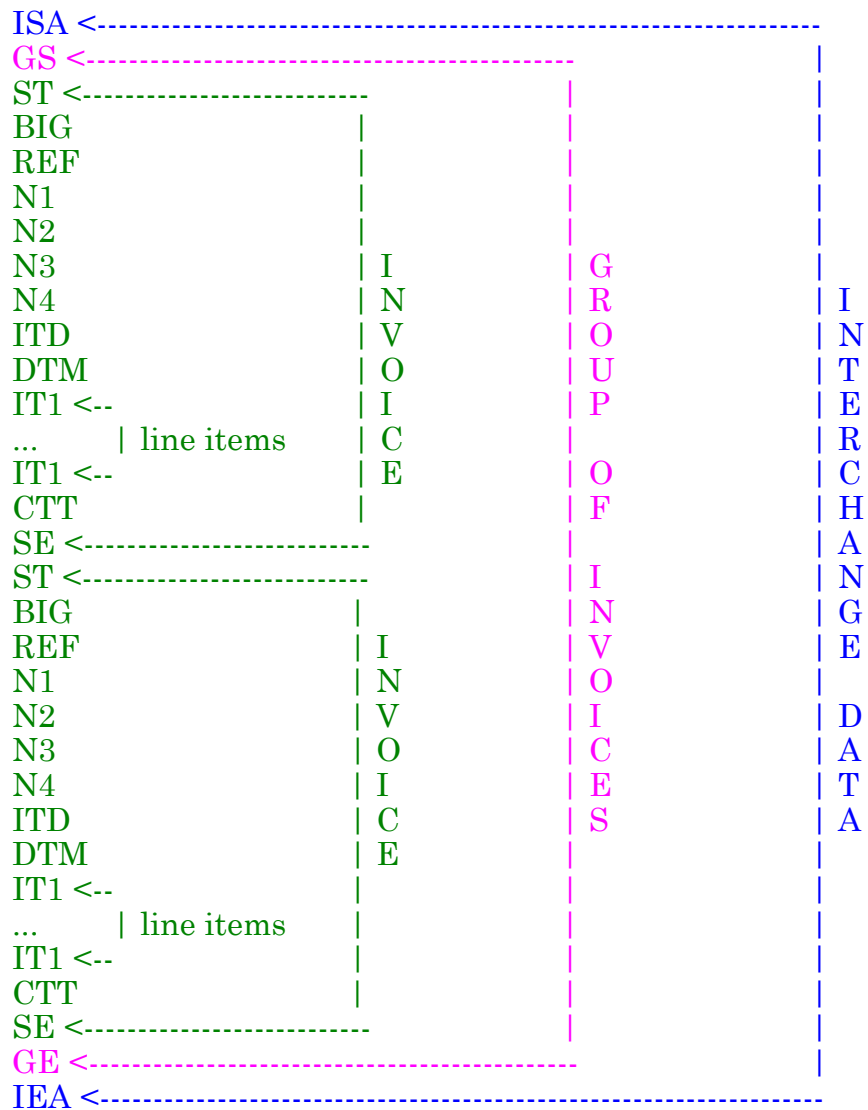 ISA <--------------------------------------------------------------------
GS <----------------------------------------------                       |
ST <---------------------------                   |                       |
BIG                                 |                    |                       |
REF                                 |                    |                       |
N1                                  |                    |                       |
N2                                  |                    |                       |
N3                                  | I                  | G                     |
N4                                  | N                  | R                     | I
ITD                                 | V                  | O                     | N
DTM                                 | O                  | U                     | T
IT1 <--                             | I                  | P                     | E
...        | line items             | C                  |                       | R
IT1 <--                             | E                  | O                     | C
CTT                                 |                    | F                     | H
SE <---------------------------                   |                       | A
ST <---------------------------                   | I                     | N
BIG                                 |                    | N                     | G
REF                                 | I                  | V                     | E
N1                                  | N                  | O                     |
N2                                  | V                  | I                     | D
N3                                  | O                  | C                     | A
N4                                  | I                  | E                     | T
ITD                                 | C                  | S                     | A
DTM                                 | E                  |                       |
IT1 <--                             |                    |                       |
...        | line items             |                    |                       |
IT1 <--                             |                    |                       |
CTT                                 |                    |                       |
SE <---------------------------                   |                       |
GE <----------------------------------------------                       |
IEA <--------------------------------------------------------------------